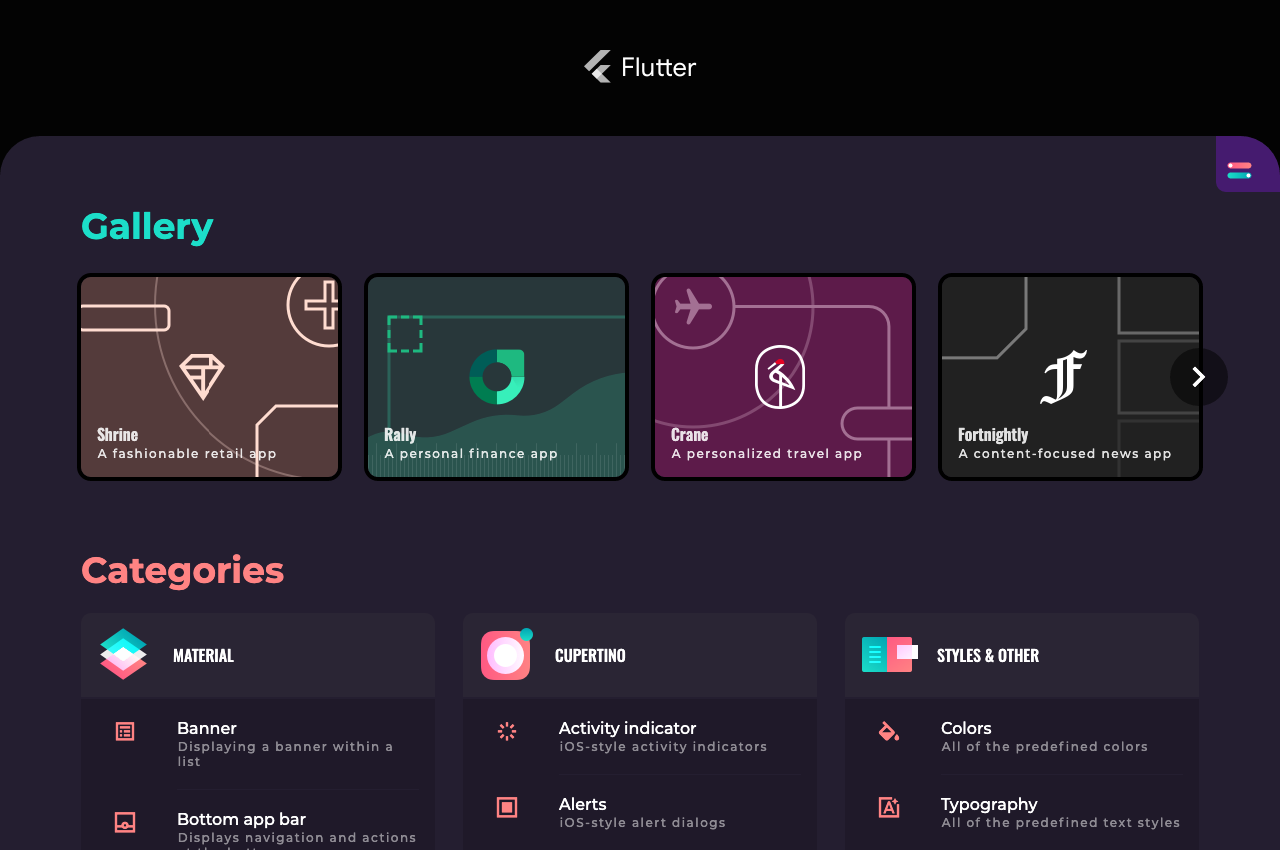 Flutter
Gallery
Shrine
A fashionable retail app
Rally
A personal finance app
Crane
A personalized travel app
Fortnightly
A content-focused news app
Categories
MATERIAL
Banner
Displaying a banner within a
list
Bottom app bar
Displays navigation and actions
CUPERTINO
Activity indicator
iOS-style activity indicators
Alerts
iOS-style alert dialogs
STYLES & OTHER
Colors
All of the predefined colors
Typography
All of the predefined text styles